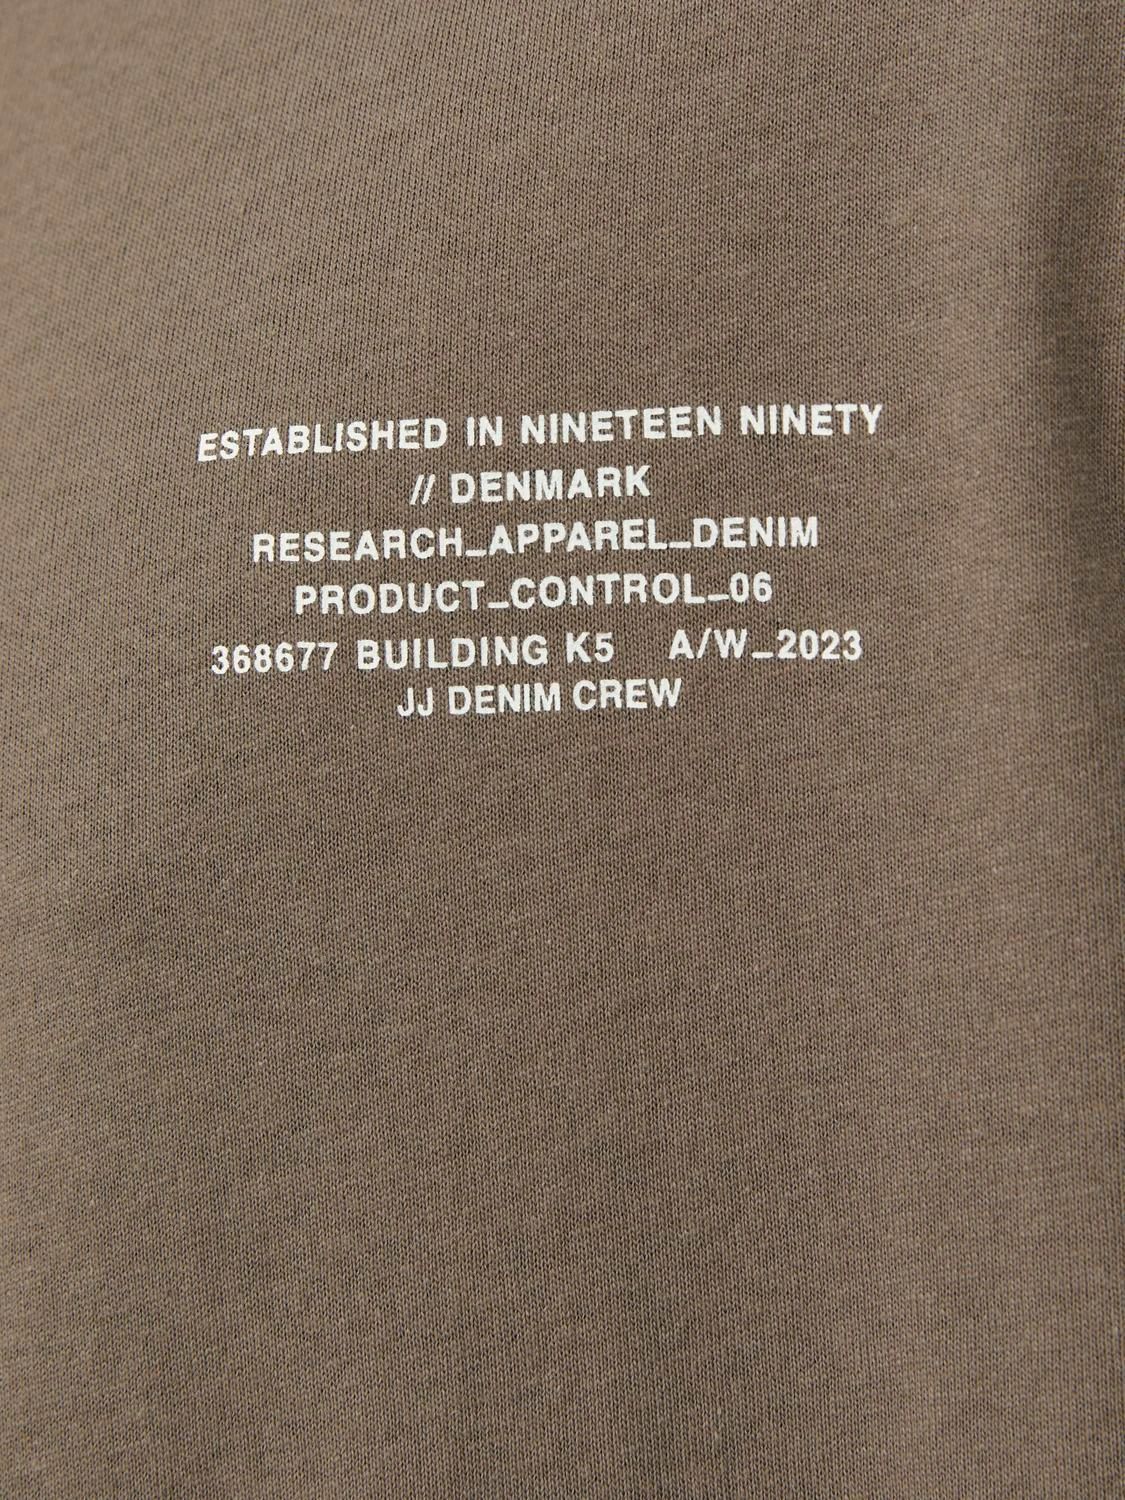 ESTABLISHED IN NINETEEN NINETY
// DENMARK
RESEARCH_APPAREL_DENIM
PRODUCT_CONTROL_06
368677 BUILDING K5 A/W_2023
JJ DENIM CREW